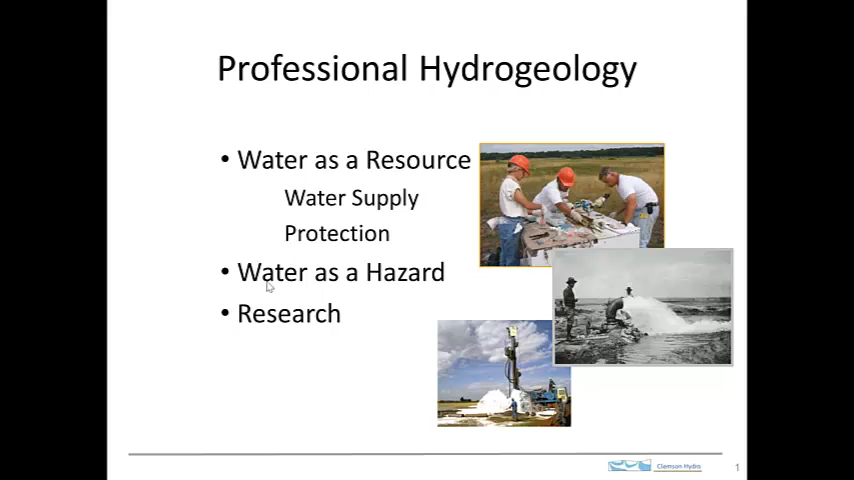 Professional Hydrogeology
• Water as a Resource
Water Supply
Protection
• Water as a Hazard
• Research
Clemson Hydro
1